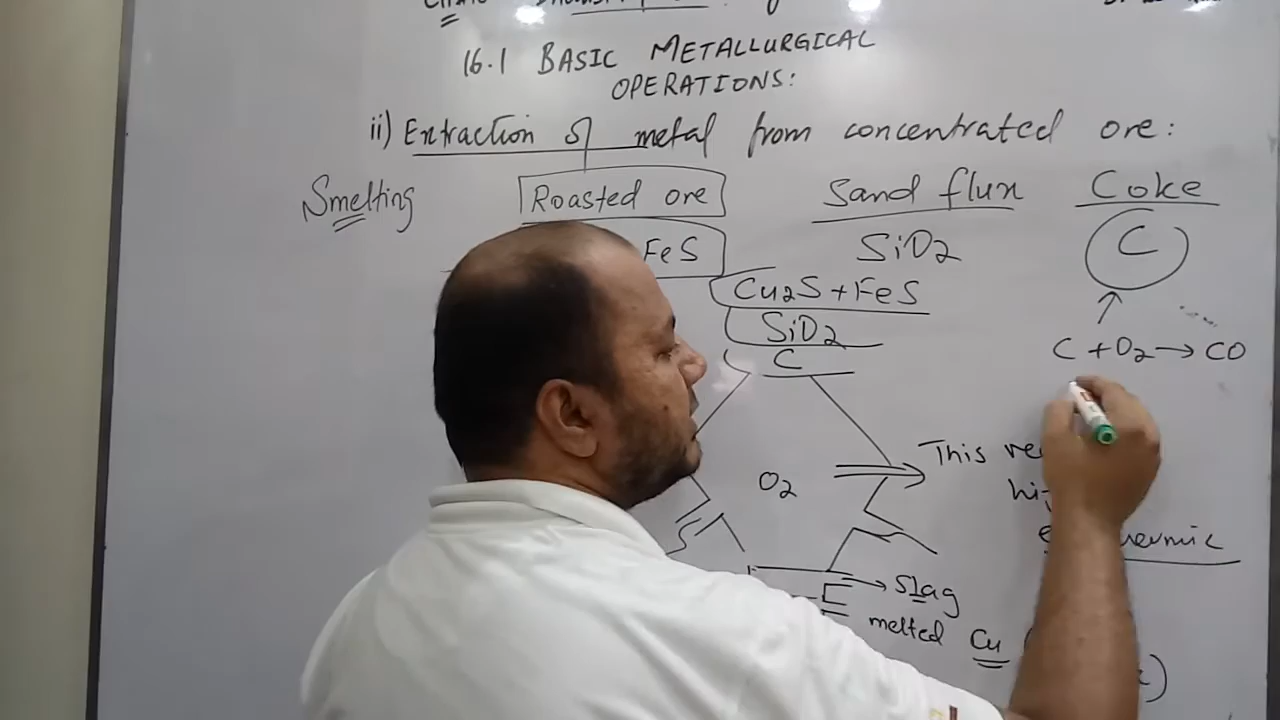 16.1 BASIC METALLURGICAL
OPERATIONS:
ii) Extraction of metal from concentrated ore:
Smelting
Roasted ore
Sand flux
Coke
FeS
SiO2
C
Cu2S+FeS
SiO2
C
C + O2 → CO
O2
This
Slag
melted Cu